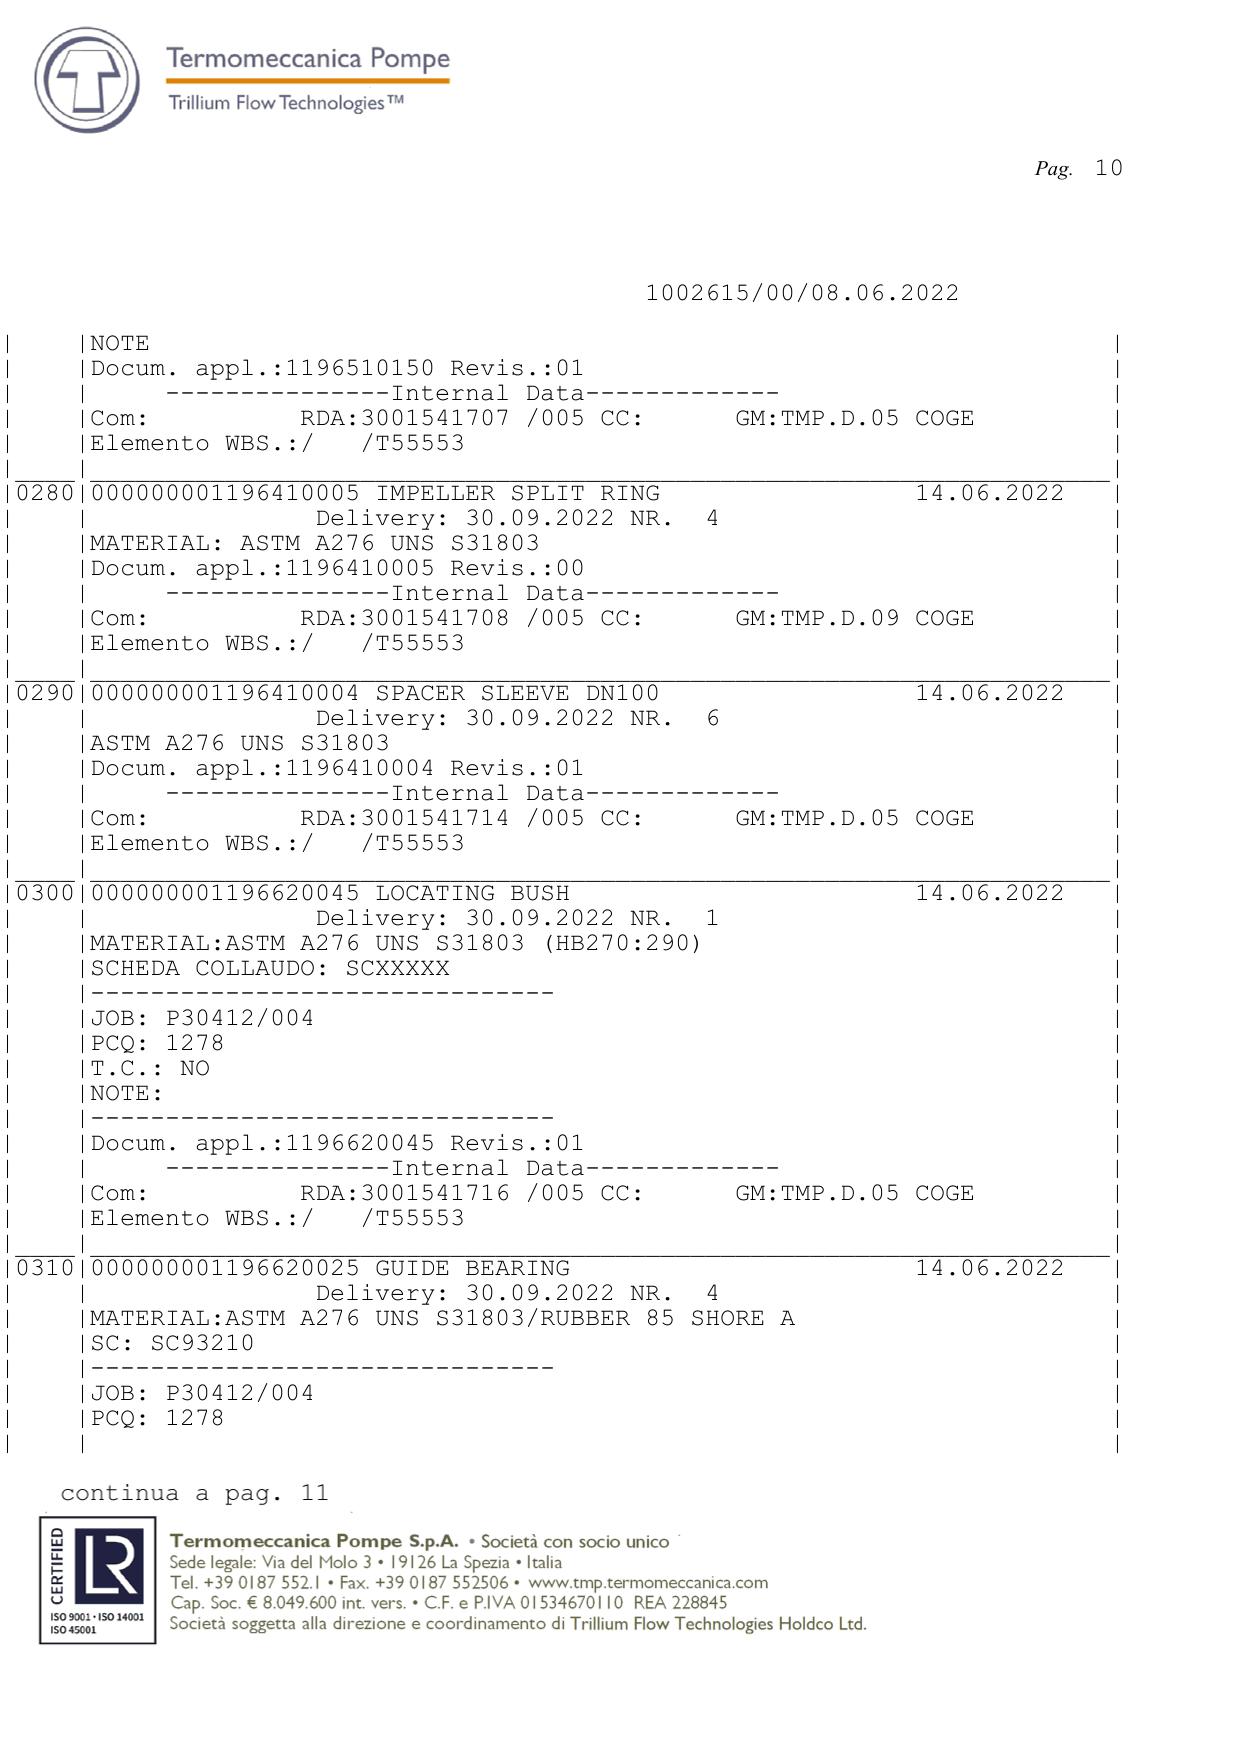 Termomeccanica Pompe
Trillium Flow Technologies™
Pag. 10
1002615/00/08.06.2022
|NOTE
|Docum. appl.:1196510150 Revis.:01
| ---------------Internal Data-------------
|Com: RDA:3001541707 /005 CC: GM:TMP.D.05 COGE
|Elemento WBS.:/ /T55553
|0280|000000001196410005 IMPELLER SPLIT RING 14.06.2022
| Delivery: 30.09.2022 NR. 4
|MATERIAL: ASTM A276 UNS S31803
|Docum. appl.:1196410005 Revis.:00
| ---------------Internal Data-------------
|Com: RDA:3001541708 /005 CC: GM:TMP.D.09 COGE
|Elemento WBS.:/ /T55553
|0290|000000001196410004 SPACER SLEEVE DN100 14.06.2022
| Delivery: 30.09.2022 NR. 6
|ASTM A276 UNS S31803
|Docum. appl.:1196410004 Revis.:01
| ---------------Internal Data-------------
|Com: RDA:3001541714 /005 CC: GM:TMP.D.05 COGE
|Elemento WBS.:/ /T55553
|0300|000000001196620045 LOCATING BUSH 14.06.2022
| Delivery: 30.09.2022 NR. 1
|MATERIAL:ASTM A276 UNS S31803 (HB270:290)
|SCHEDA COLLAUDO: SCXXXXX
|-------------------------------
|JOB: P30412/004
|PCQ: 1278
|T.C.: NO
|NOTE:
|-------------------------------
|Docum. appl.:1196620045 Revis.:01
| ---------------Internal Data-------------
|Com: RDA:3001541716 /005 CC: GM:TMP.D.05 COGE
|Elemento WBS.:/ /T55553
|0310|000000001196620025 GUIDE BEARING 14.06.2022
| Delivery: 30.09.2022 NR. 4
|MATERIAL:ASTM A276 UNS S31803/RUBBER 85 SHORE A
|SC: SC93210
|-------------------------------
|JOB: P30412/004
|PCQ: 1278
continua a pag. 11
CERTIFIED
LR
ISO 9001 • ISO 14001
ISO 45001
Termomeccanica Pompe S.p.A. • Società con socio unico
Sede legale: Via del Molo 3 • 19126 La Spezia • Italia
Tel. +39 0187 552.1 • Fax. +39 0187 552506 • www.tmp.termomeccanica.com
Cap. Soc. € 8.049.600 int. vers. • C.F. e P.IVA 01534670110 REA 228845
Società soggetta alla direzione e coordinamento di Trillium Flow Technologies Holdco Ltd.